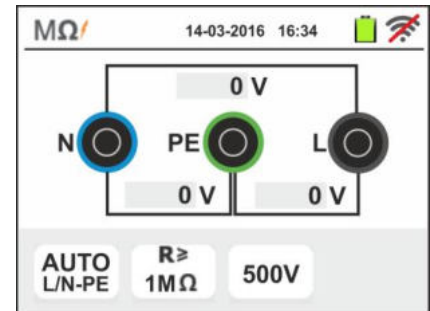 MΩ 14-03-2016 16:34
0 V
N PE L
0 V 0 V
AUTO R≥ 500V
L/N-PE 1MΩ